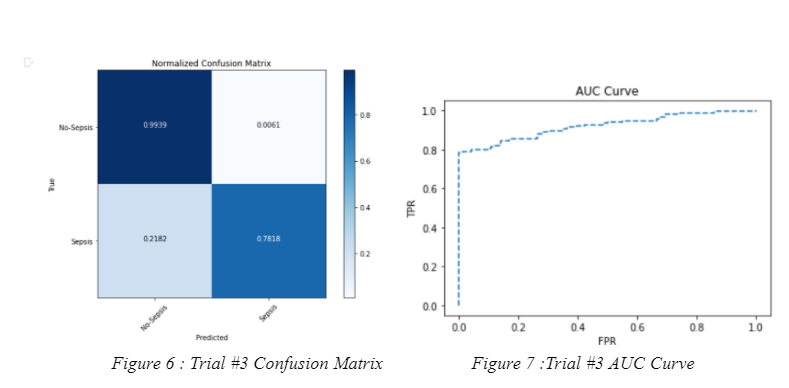 Normalized Confusion Matrix
No-Sepsis
0.9939
0.0061
Sepsis
0.2182
0.7818
True
No-Sepsis
Sepsis
Predicted
0.8
0.6
0.4
0.2
AUC Curve
1.0
0.8
0.6
0.4
0.2
0.0
TPR
0.0 0.2 0.4 0.6 0.8 1.0
FPR
Figure 6 : Trial #3 Confusion Matrix
Figure 7 :Trial #3 AUC Curve